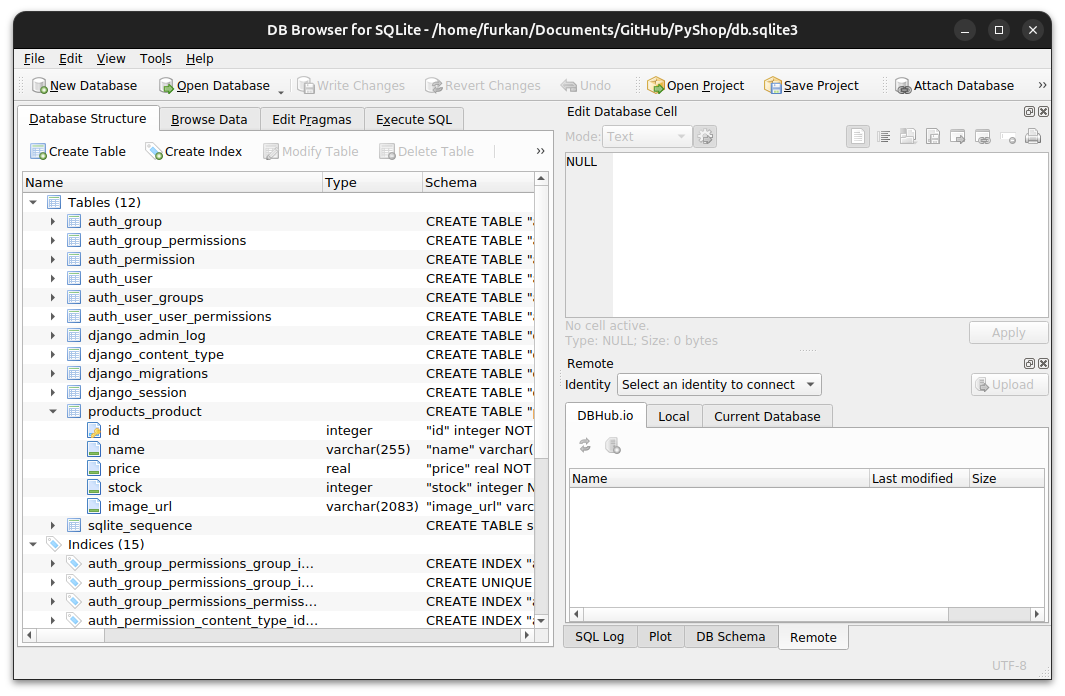 DB Browser for SQLite - /home/furkan/Documents/GitHub/PyShop/db.sqlite3
File Edit View Tools Help
New Database Open Database Write Changes Revert Changes Undo Open Project Save Project Attach Database »
Database Structure Browse Data Edit Pragmas Execute SQL
Create Table Create Index Modify Table Delete Table »
Name Type Schema
Tables (12)
auth_group CREATE TABLE "a
auth_group_permissions CREATE TABLE "a
auth_permission CREATE TABLE "a
auth_user CREATE TABLE "a
auth_user_groups CREATE TABLE "a
auth_user_user_permissions CREATE TABLE "a
django_admin_log CREATE TABLE "d
django_content_type CREATE TABLE "d
django_migrations CREATE TABLE "d
django_session CREATE TABLE "d
products_product CREATE TABLE "p
id integer "id" integer NOT
name varchar(255) "name" varchar(
price real "price" real NOT
stock integer "stock" integer N
image_url varchar(2083) "image_url" varc
sqlite_sequence CREATE TABLE s
Indices (15)
auth_group_permissions_group_i... CREATE INDEX "a
auth_group_permissions_group_i... CREATE UNIQUE
auth_group_permissions_permiss... CREATE INDEX "a
auth_permission_content_type_id... CREATE INDEX "a
Edit Database Cell
Mode: Text
NULL
No cell active.
Type: NULL; Size: 0 bytes
Apply
Remote
Identity Select an identity to connect Upload
DBHub.io Local Current Database
Name Last modified Size
SQL Log Plot DB Schema Remote
UTF-8